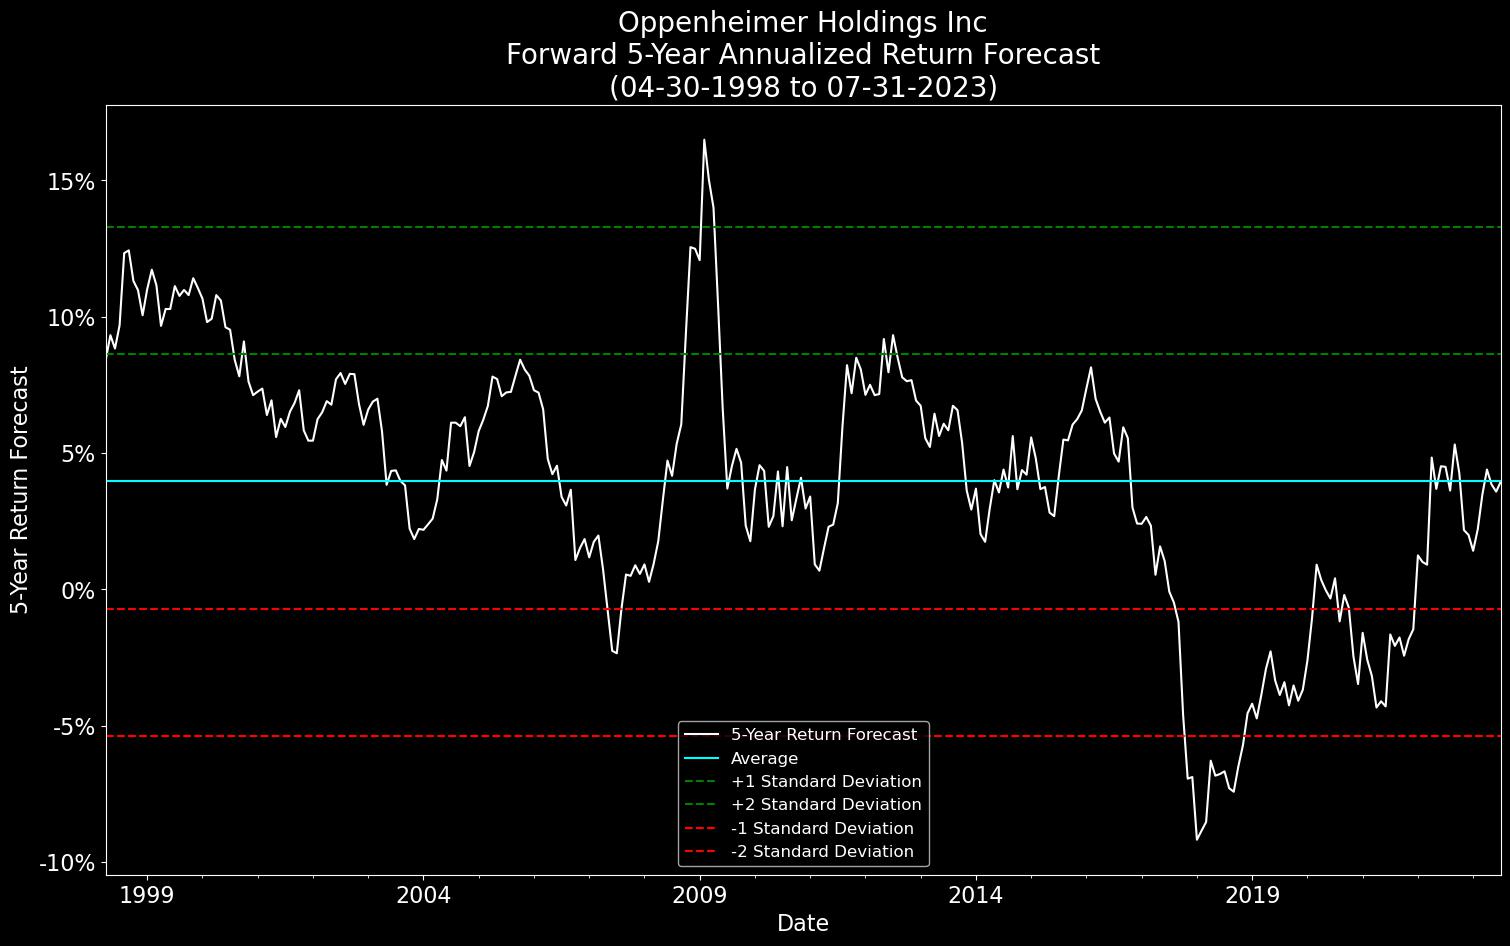 Oppenheimer Holdings Inc
Forward 5-Year Annualized Return Forecast
(04-30-1998 to 07-31-2023)
5-Year Return Forecast
15%
10%
5%
0%
-5%
-10%
5-Year Return Forecast
Average
+1 Standard Deviation
+2 Standard Deviation
-1 Standard Deviation
-2 Standard Deviation
1999 2004 2009 2014 2019
Date